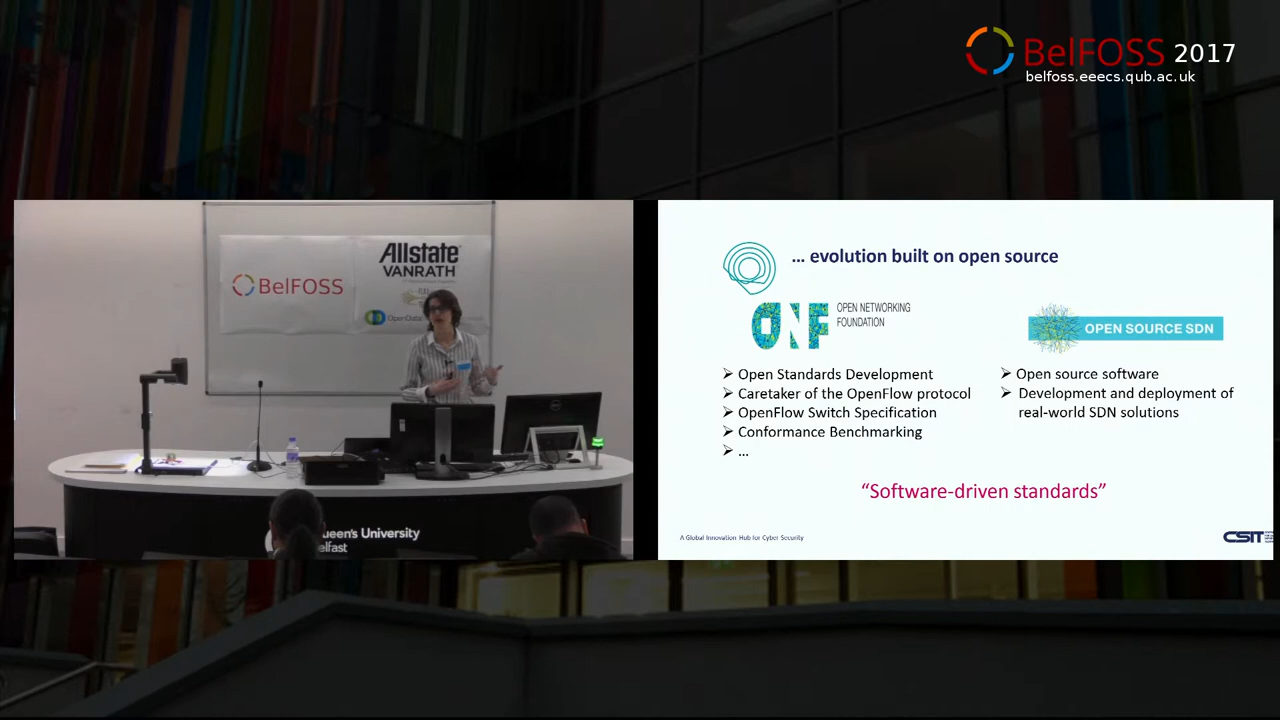 BelFOSS 2017
belfoss.eeecs.qub.ac.uk
Allstate
VANRATH
BelFOSS
OpenData
ueen's University
elfast
DELL
... evolution built on open source
ONF OPEN NETWORKING
FOUNDATION
OPEN SOURCE SDN
➢ Open Standards Development
➢ Caretaker of the OpenFlow protocol
➢ OpenFlow Switch Specification
➢ Conformance Benchmarking
➢ ...
➢ Open source software
➢ Development and deployment of
real-world SDN solutions
“Software-driven standards”
A Global Innovation Hub for Cyber Security
CSIT